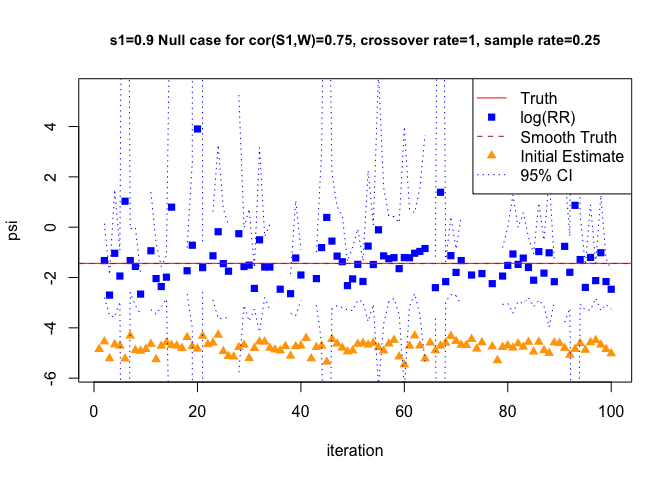 s1=0.9 Null case for cor(S1,W)=0.75, crossover rate=1, sample rate=0.25
Truth
log(RR)
Smooth Truth
Initial Estimate
95% CI
4
2
0
-2
-4
-6
psi
0
20
40
60
80
100
iteration